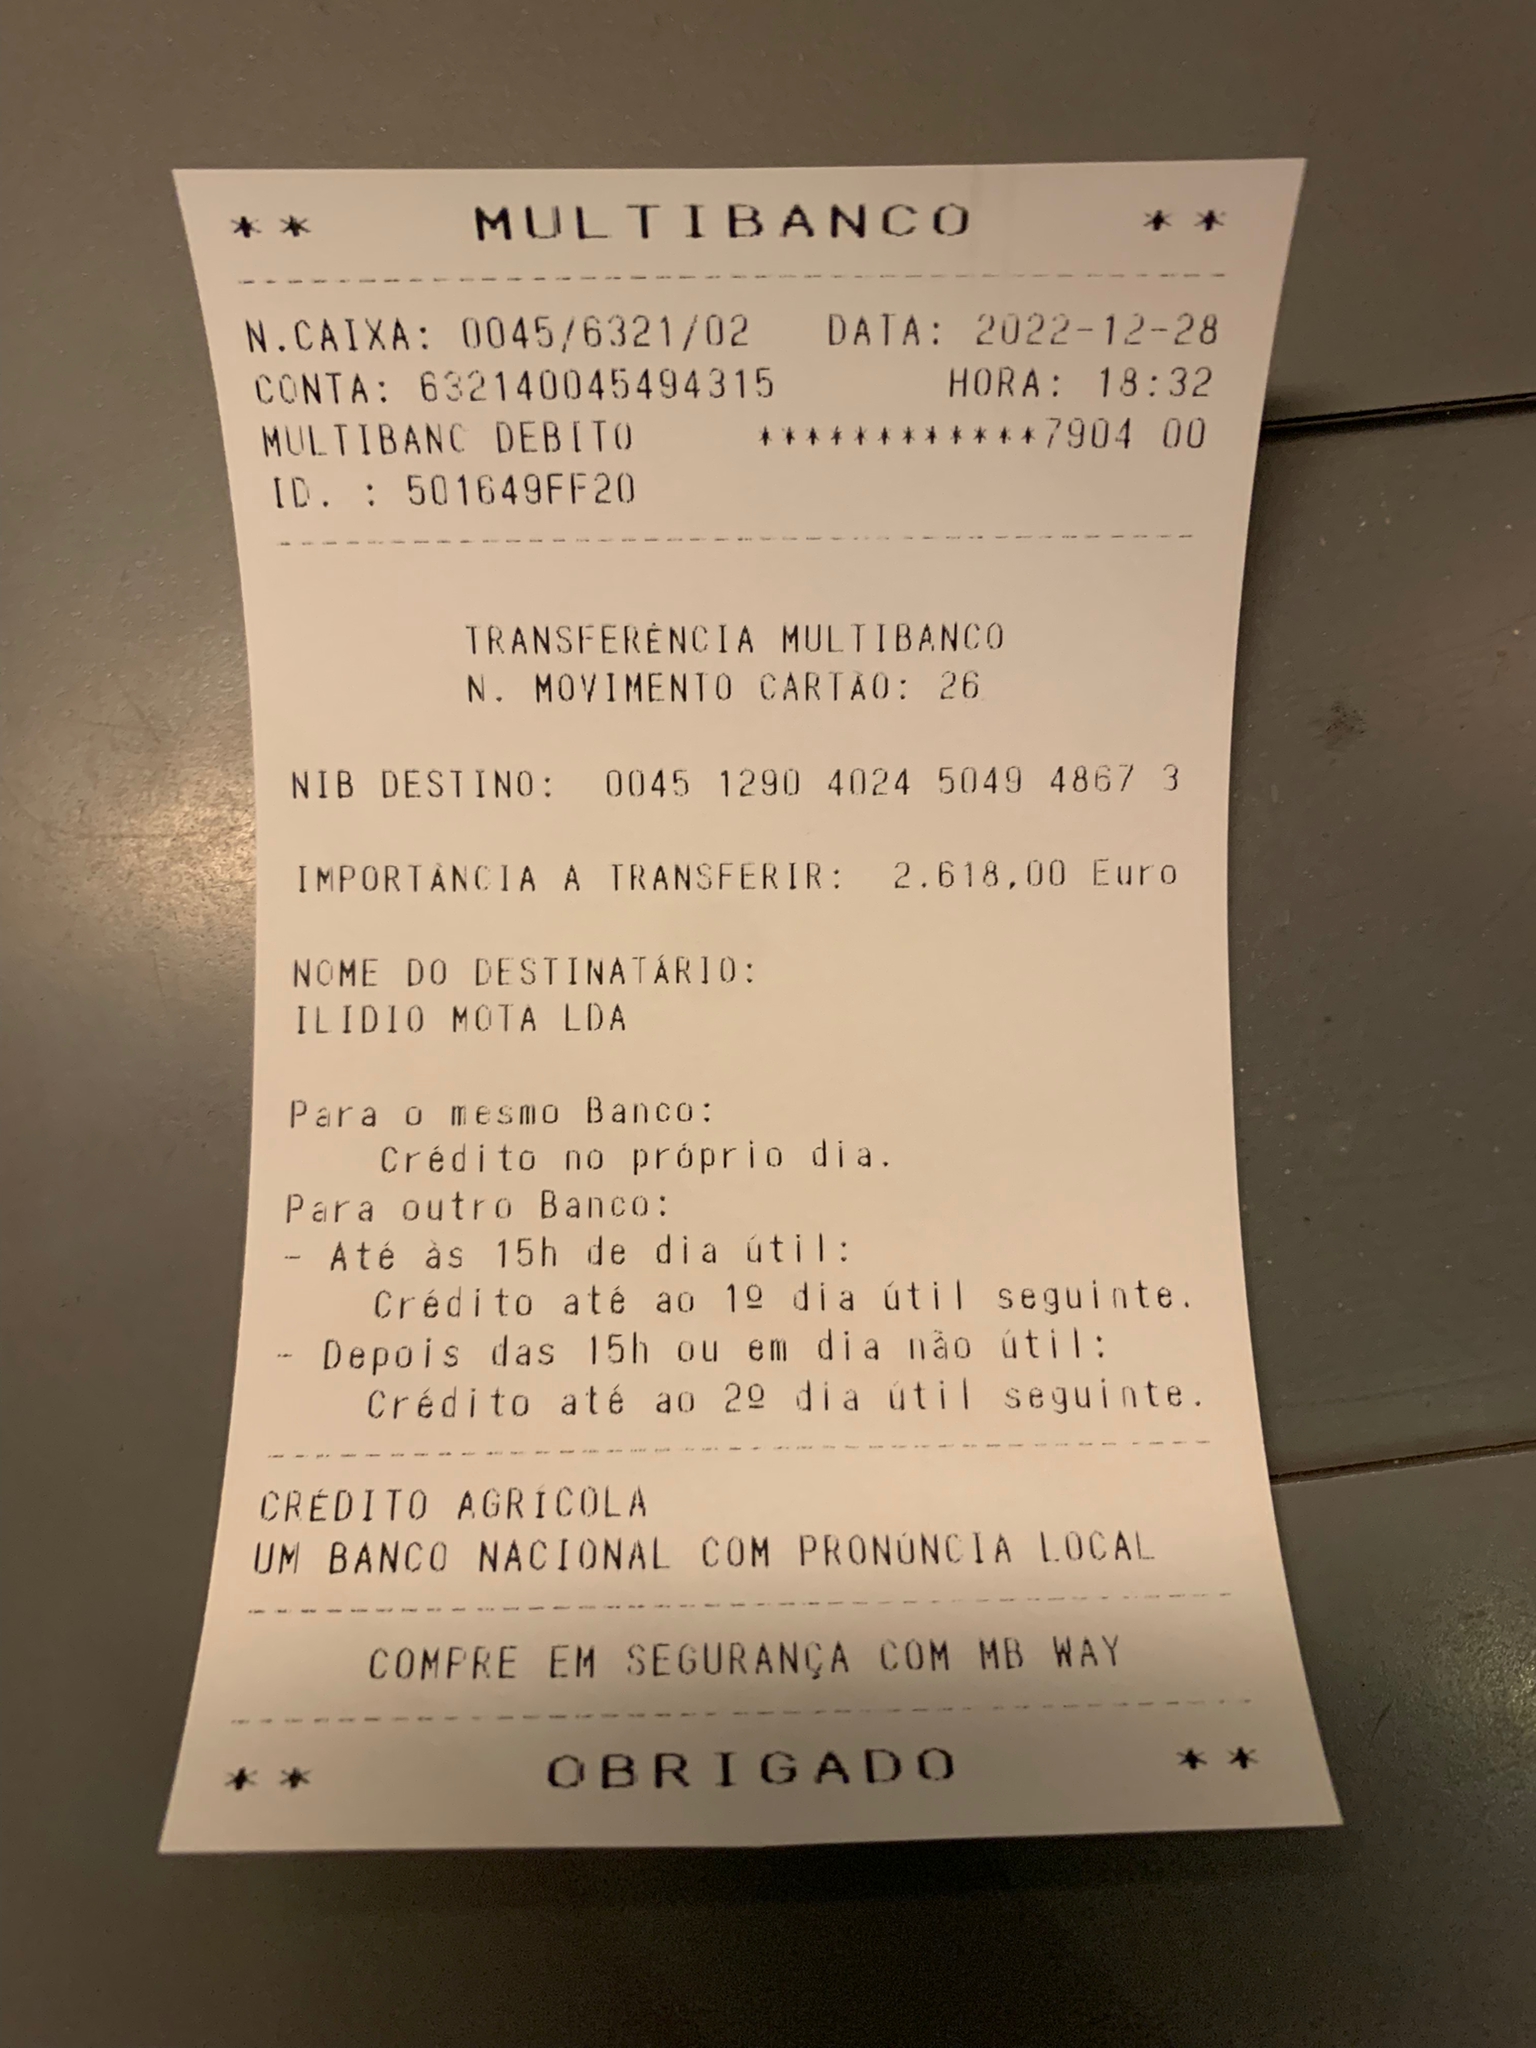 ** MULTIBANCO **
N.CAIXA: 0045/6321/02 DATA: 2022-12-28
CONTA: 632140045494315 HORA: 18:32
MULTIBANC DEBITO ************7904 00
ID. : 501649FF20
TRANSFERÊNCIA MULTIBANCO
N. MOVIMENTO CARTÃO: 26
NIB DESTINO: 0045 1290 4024 5049 4867 3
IMPORTÂNCIA A TRANSFERIR: 2.618,00 Euro
NOME DO DESTINATÁRIO:
ILIDIO MOTA LDA
Para o mesmo Banco:
Crédito no próprio dia.
Para outro Banco:
- Até às 15h de dia útil:
Crédito até ao 1º dia útil seguinte.
- Depois das 15h ou em dia não útil:
Crédito até ao 2º dia útil seguinte.
CRÉDITO AGRÍCOLA
UM BANCO NACIONAL COM PRONÚNCIA LOCAL
COMPRE EM SEGURANÇA COM MB WAY
** OBRIGADO **